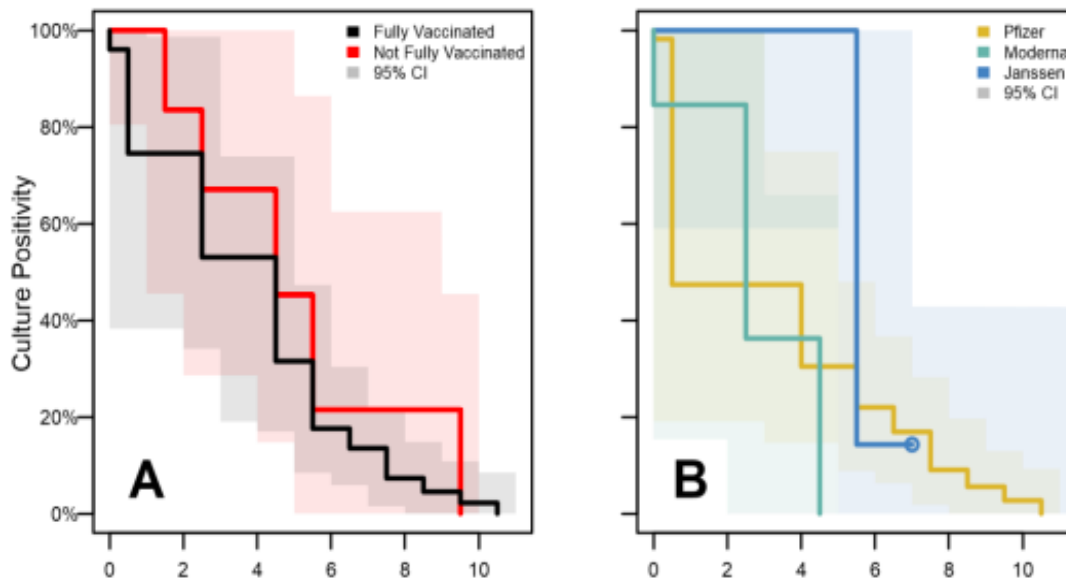 100%
80%
60%
40%
20%
0%
Culture Positivity
Fully Vaccinated
Not Fully Vaccinated
95% CI
A
0 2 4 6 8 10
Pfizer
Moderna
Janssen
95% CI
B
0 2 4 6 8 10